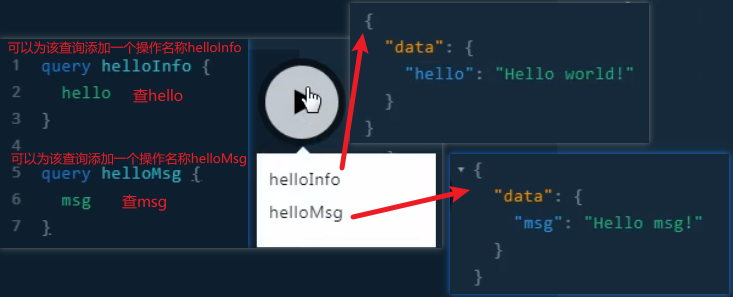 可以为该查询添加一个操作名称helloInfo
1 query helloInfo {
2 hello 查hello
3 }
4
可以为该查询添加一个操作名称helloMsg
5 query helloMsg {
6 msg 查msg
7 }
helloInfo
helloMsg
{
"data": {
"hello": "Hello world!"
}
}
{
"data": {
"msg": "Hello msg!"
}
}